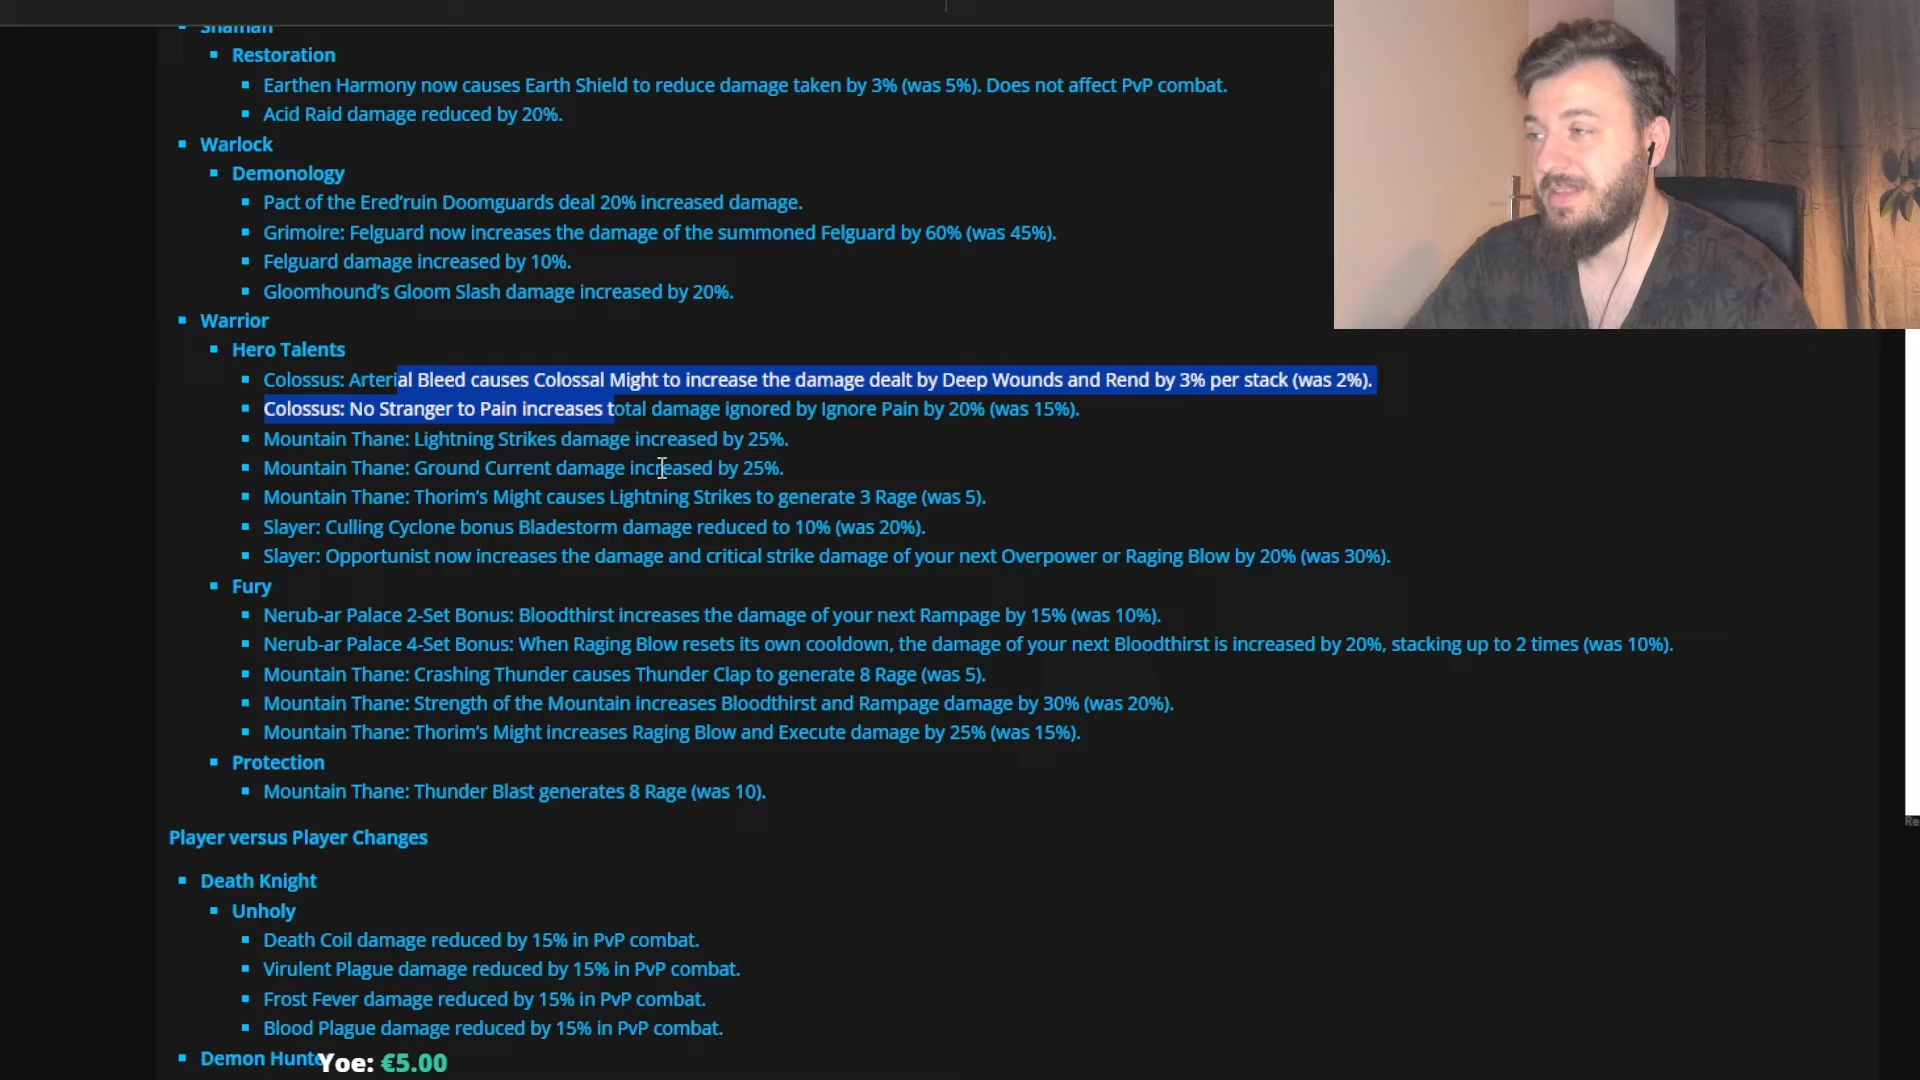 Shaman
Restoration
Earthen Harmony now causes Earth Shield to reduce damage taken by 3% (was 5%). Does not affect PvP combat.
Acid Raid damage reduced by 20%.
Warlock
Demonology
Pact of the Ered’ruin Doomguards deal 20% increased damage.
Grimoire: Felguard now increases the damage of the summoned Felguard by 60% (was 45%).
Felguard damage increased by 10%.
Gloomhound’s Gloom Slash damage increased by 20%.
Warrior
Hero Talents
Colossus: Arterial Bleed causes Colossal Might to increase the damage dealt by Deep Wounds and Rend by 3% per stack (was 2%).
Colossus: No Stranger to Pain increases total damage ignored by Ignore Pain by 20% (was 15%).
Mountain Thane: Lightning Strikes damage increased by 25%.
Mountain Thane: Ground Current damage increased by 25%.
Mountain Thane: Thorim’s Might causes Lightning Strikes to generate 3 Rage (was 5).
Slayer: Culling Cyclone bonus Bladestorm damage reduced to 10% (was 20%).
Slayer: Opportunist now increases the damage and critical strike damage of your next Overpower or Raging Blow by 20% (was 30%).
Fury
Nerub-ar Palace 2-Set Bonus: Bloodthirst increases the damage of your next Rampage by 15% (was 10%).
Nerub-ar Palace 4-Set Bonus: When Raging Blow resets its own cooldown, the damage of your next Bloodthirst is increased by 20%, stacking up to 2 times (was 10%).
Mountain Thane: Crashing Thunder causes Thunder Clap to generate 8 Rage (was 5).
Mountain Thane: Strength of the Mountain increases Bloodthirst and Rampage damage by 30% (was 20%).
Mountain Thane: Thorim’s Might increases Raging Blow and Execute damage by 25% (was 15%).
Protection
Mountain Thane: Thunder Blast generates 8 Rage (was 10).
Player versus Player Changes
Death Knight
Unholy
Death Coil damage reduced by 15% in PvP combat.
Virulent Plague damage reduced by 15% in PvP combat.
Frost Fever damage reduced by 15% in PvP combat.
Blood Plague damage reduced by 15% in PvP combat.
Demon Hunte
Yoe: €5.00
Re